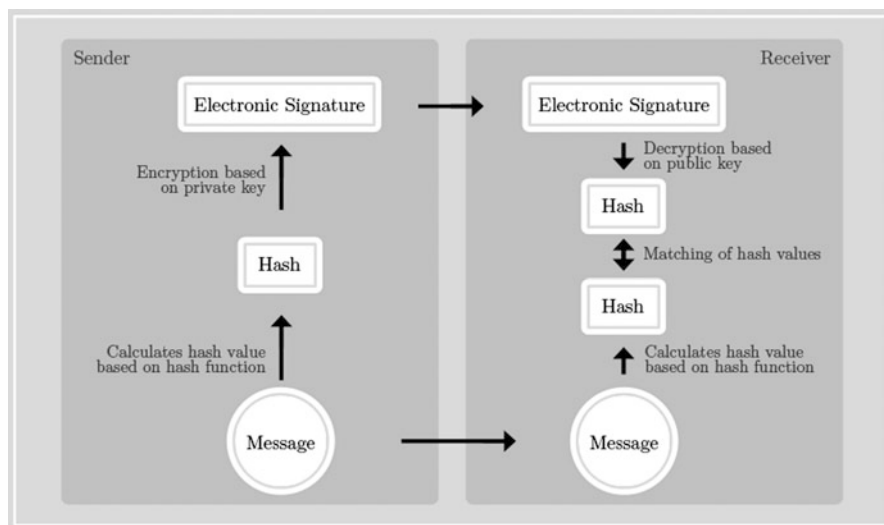 Sender
Electronic Signature
Encryption based
on private key
Hash
Calculates hash value
based on hash function
Message
Receiver
Electronic Signature
Decryption based
on public key
Hash
Matching of hash values
Hash
Calculates hash value
based on hash function
Message